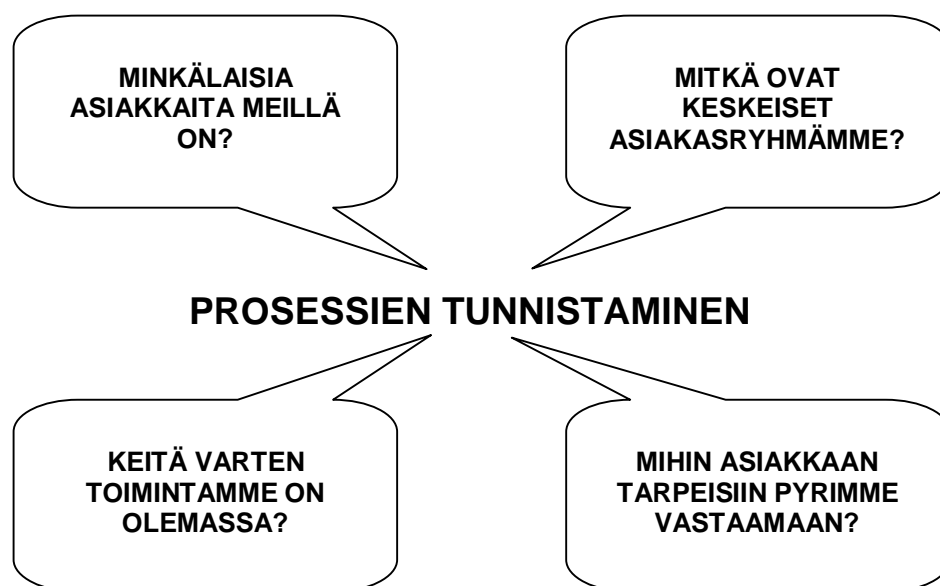 MINKÄLAISIA
ASIAKKAITA MEILLÄ
ON?
MITKÄ OVAT
KESKEISET
ASIAKASRYHMÄMME?
PROSESSIEN TUNNISTAMINEN
KEITÄ VARTEN
TOIMINTAMME ON
OLEMASSA?
MIHIN ASIAKKAAN
TARPEISIIN PYRIMME
VASTAAMAAN?